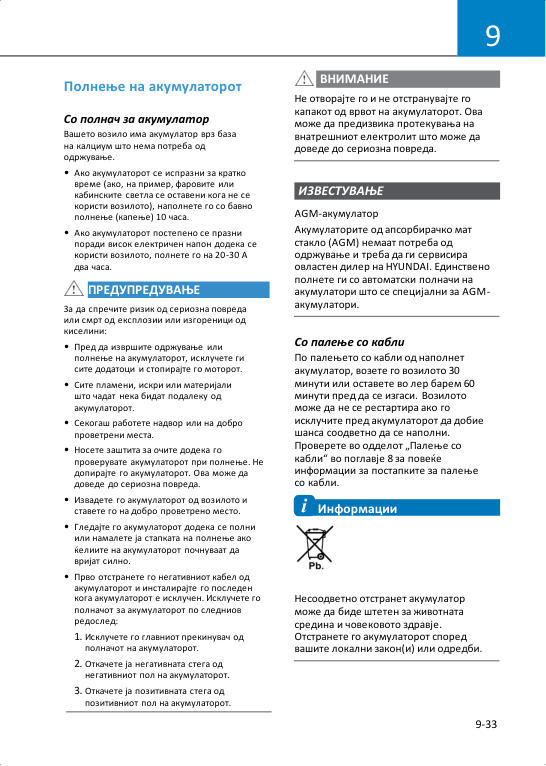 9
Полнење на акумулаторот
Со полнач за акумулатор
Вашето возило има акумулатор врз база
на калциум што нема потреба од
одржување.
• Ако акумулаторот се испразни за кратко
време (ако, на пример, фаровите или
кабинските светла се оставени кога не се
користи возилото), наполнете го со бавно
полнење (капење) 10 часа.
• Ако акумулаторот постепено се празни
поради висок електричен напон додека се
користи возилото, полнете го на 20-30 A
два часа.
ПРЕДУПРЕДУВАЊЕ
За да спречите ризик од сериозна повреда
или смрт од експлозии или изгореници од
киселини:
• Пред да извршите одржување или
полнење на акумулаторот, исклучете ги
сите додатоци и стопирајте го моторот.
• Сите пламени, искри или материјали
што чадат нека бидат подалеку од
акумулаторот.
• Секогаш работете надвор или на добро
проветрени места.
• Носете заштита за очите додека го
проверувате акумулаторот при полнење. Не
допирајте го акумулаторот. Ова може да
доведе до сериозна повреда.
• Извадете го акумулаторот од возилото и
ставете го на добро проветрено место.
• Гледајте го акумулаторот додека се полни
или намалете ја стапката на полнење ако
ќелиите на акумулаторот почнуваат да
вријат силно.
• Прво отстранете го негативниот кабел од
акумулаторот и инсталирајте го последен
кога акумулаторот е исклучен. Исклучете го
полначот за акумулаторот по следниов
редослед:
1. Исклучете го главниот прекинувач од
полначот на акумулаторот.
2. Откачете ја негативната стега од
негативниот пол на акумулаторот.
3. Откачете ја позитивната стега од
позитивниот пол на акумулаторот.
ВНИМАНИЕ
Не отворајте го и не отстранувајте го
капакот од врвот на акумулаторот. Ова
може да предизвика протекувања на
внатрешниот електролит што може да
доведе до сериозна повреда.
ИЗВЕСТУВАЊЕ
AGM-акумулатор
Акумулаторите од апсорбирачко мат
стакло (AGM) немаат потреба од
одржување и треба да ги сервисира
овластен дилер на HYUNDAI. Единствено
полнете ги со автоматски полначи на
акумулатори што се специјални за AGM-
акумулатори.
Со палење со кабли
По палењето со кабли од наполнет
акумулатор, возете го возилото 30
минути или оставете во лер барем 60
минути пред да се изгаси. Возилото
може да не се рестартира ако го
исклучите пред акумулаторот да добие
шанса соодветно да се наполни.
Проверете во одделот „Палење со
кабли“ во поглавје 8 за повеќе
информации за постапките за палење
со кабли.
i Информации
Pb.
Несоодветно отстранет акумулатор
може да биде штетен за животната
средина и човековото здравје.
Отстранете го акумулаторот според
вашите локални закон(и) или одредби.
9-33